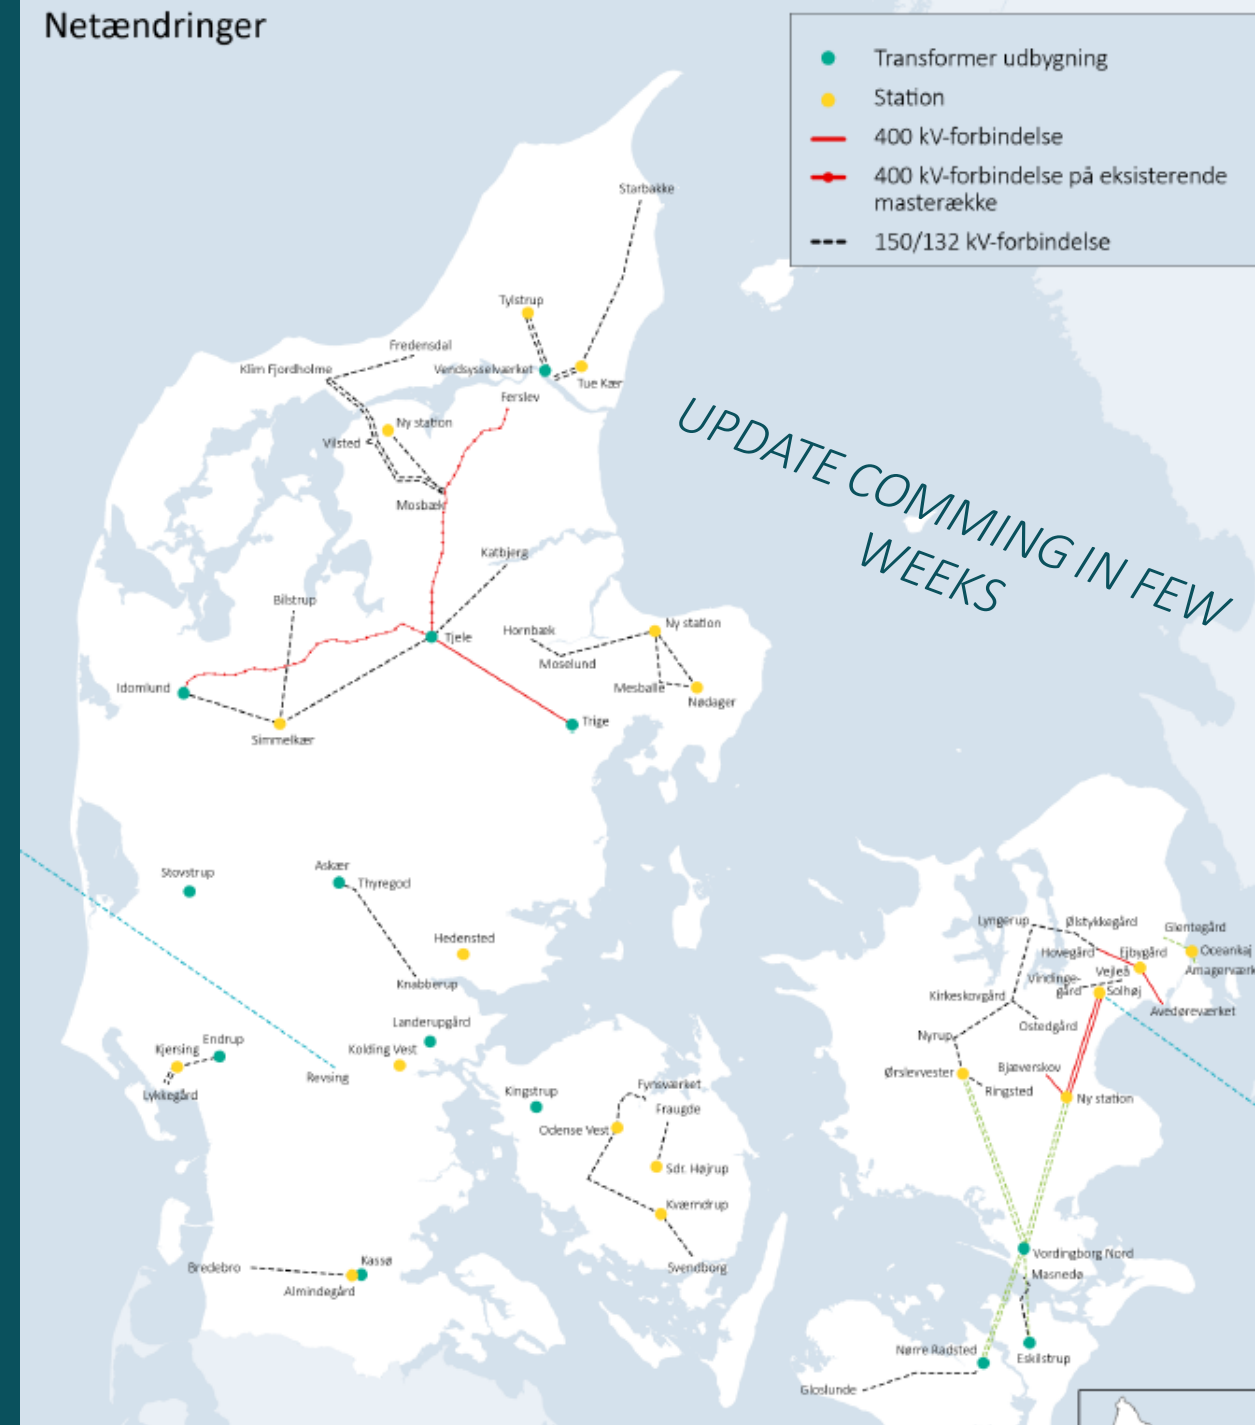 Netændringer
Transformer udbygning
Station
400 kV-forbindelse
400 kV-forbindelse på eksisterende
masterække
150/132 kV-forbindelse
Starbakke
Tylstrup
Fredensdal
Klim Fjordholme
Vendsysselværket
Tue Kær
Ferslev
Ny station
Vilsted
Mosbæk
UPDATE COMMING IN FEW
WEEKS
Katbjerg
Bilstrup
Tjele
Hornbæk
Ny station
Moselund
Mesballe
Idomlund
Nødager
Trige
Simmelkær
Stovstrup
Askær
Thyregod
Hedensted
Knabberup
Landerupgård
Endrup
Kjersing
Kolding Vest
Revsing
Lykkegård
Kingstrup
Fynsværket
Fraugde
Odense Vest
Sdr. Højrup
Kværndrup
Svendborg
Bredebro
Kassø
Almindegård
Lyngerup
Ølstykkegård
Glentegård
Hovegård
Ejbygård
Oceankaj
Amagerværk
Vejleå
Vindinge-
gård
Solhøj
Kirkeskovgård
Avedøreværket
Ostedgård
Nyrup
Bjæverskov
Ørslevvester
Ringsted
Ny station
Vordingborg Nord
Masnedø
Nørre Radsted
Eskilstrup
Gloslunde